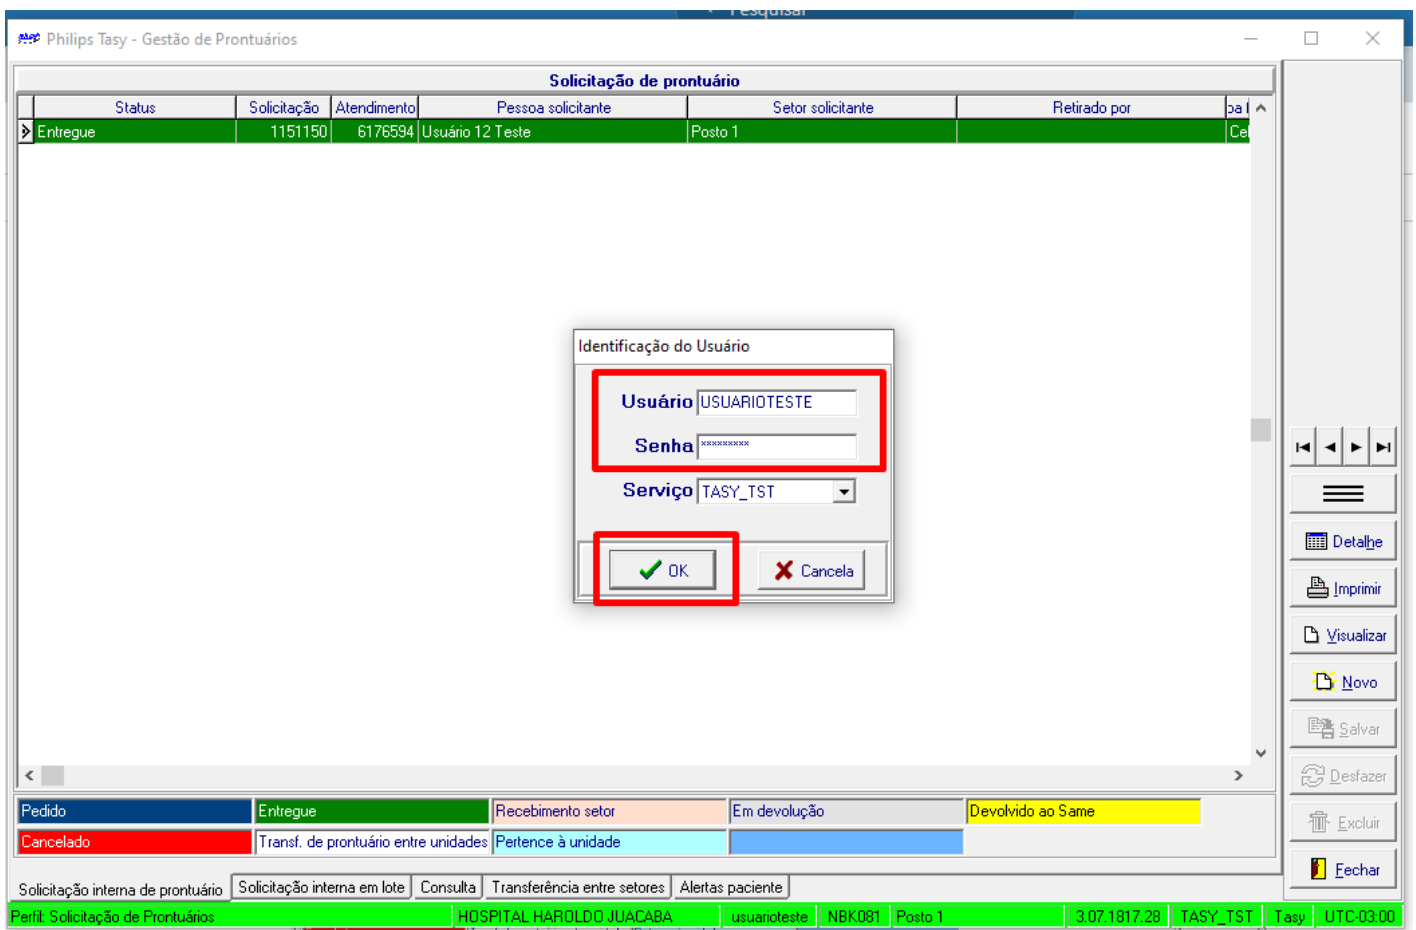 Pesquisar
Philips Tasy - Gestão de Prontuários
Solicitação de prontuário
Status Solicitação Atendimento Pessoa solicitante Setor solicitante Retirado por
Entregue 1151150 6176594 Usuário 12 Teste Posto 1 Cel
Identificação do Usuário
Usuário USUARIOTESTE
Senha *********
Serviço TASY_TST
OK Cancela
Detalhe
Imprimir
Visualizar
Novo
Salvar
Desfazer
Excluir
Fechar
Pedido Entregue Recebimento setor Em devolução Devolvido ao Same
Cancelado Transf. de prontuário entre unidades Pertence à unidade
Solicitação interna de prontuário Solicitação interna em lote Consulta Transferência entre setores Alertas paciente
Perfil: Solicitação de Prontuários HOSPITAL HAROLDO JUACABA usuarioteste NBK081 Posto 1 3.07.1817.28 TASY_TST Tasy UTC-03:00